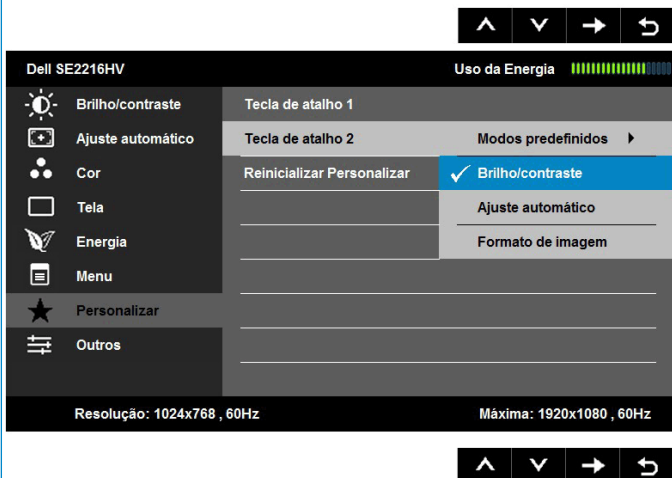 Dell SE2216HV Uso da Energia
Brilho/contraste Tecla de atalho 1
Ajuste automático Tecla de atalho 2 Modos predefinidos
Cor Reinicializar Personalizar Brilho/contraste
Tela Ajuste automático
Energia Formato de imagem
Menu
Personalizar
Outros
Resolução: 1024x768 , 60Hz Máxima: 1920x1080 , 60Hz